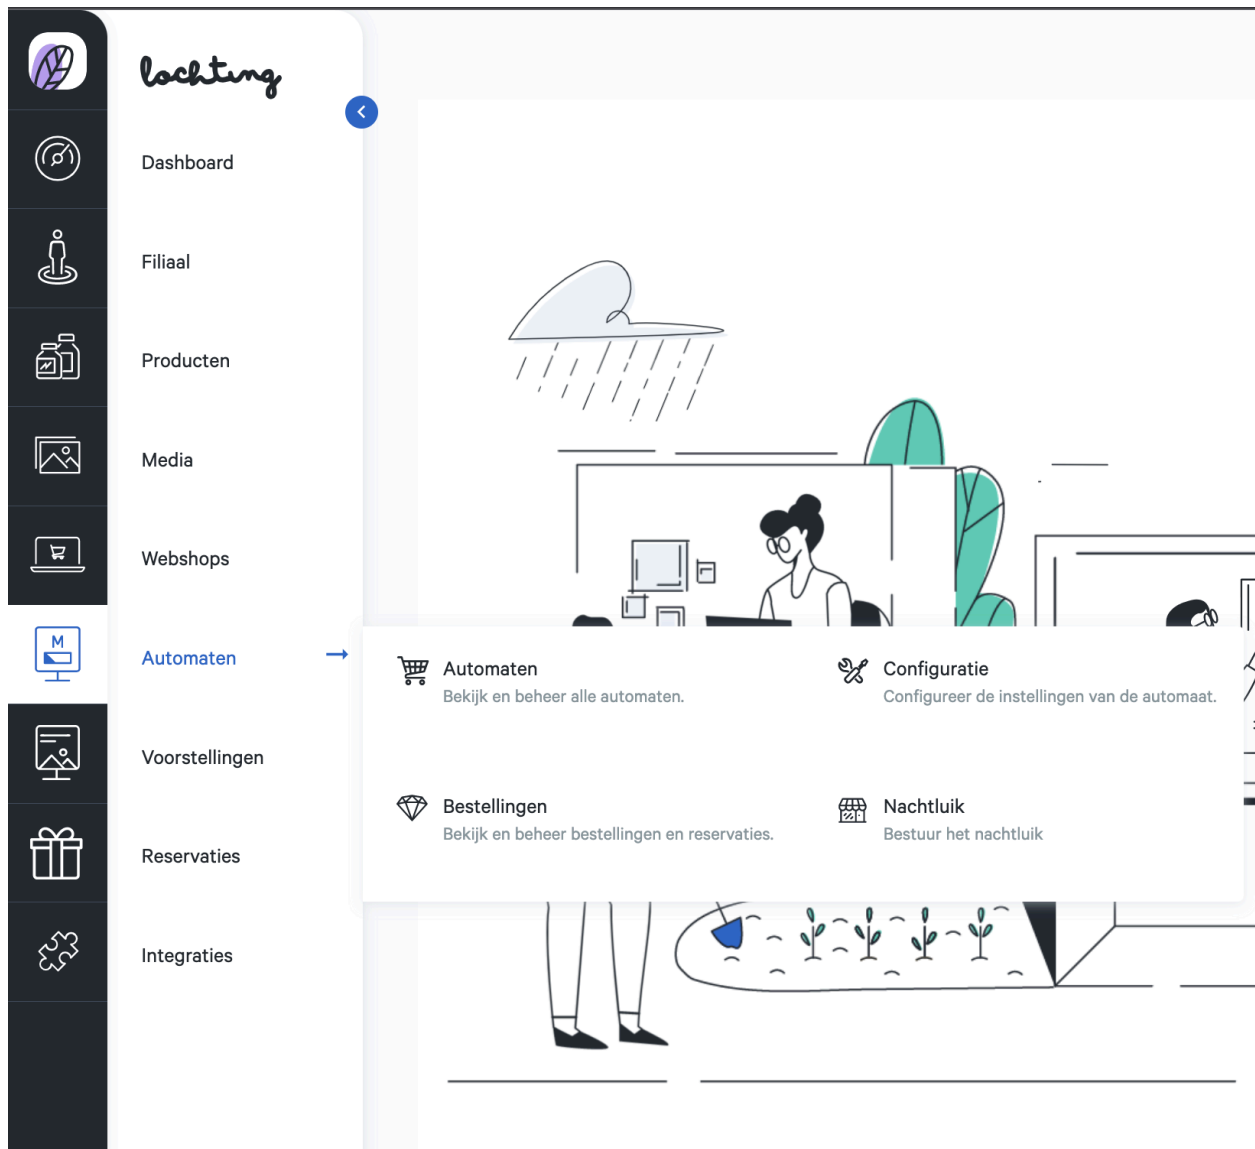 lochting
Dashboard
Filiaal
Producten
Media
Webshops
M
Automaten
Automaten
Bekijk en beheer alle automaten.
Configuratie
Configureer de instellingen van de automaat.
Voorstellingen
Bestellingen
Bekijk en beheer bestellingen en reservaties.
Nachtluik
Bestuur het nachtluik
Reservaties
Integraties